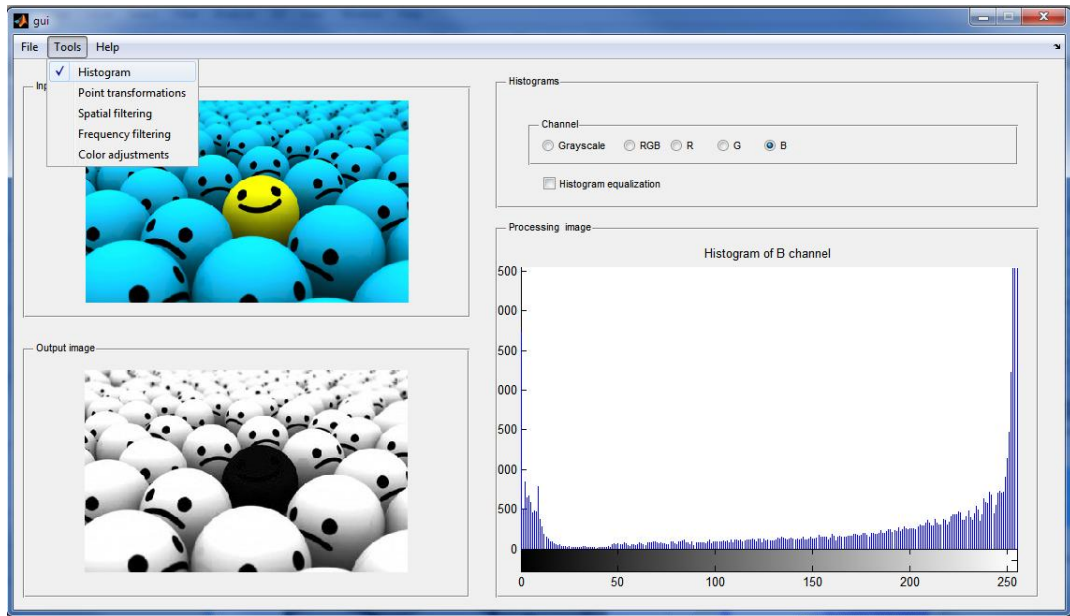 gui
File Tools Help
Histogram
Point transformations
Spatial filtering
Frequency filtering
Color adjustments
Histograms
Channel
Grayscale RGB R G B
Histogram equalization
Processing image
Histogram of B channel
500
000
500
000
500
000
500
0
0 50 100 150 200 250
Output image